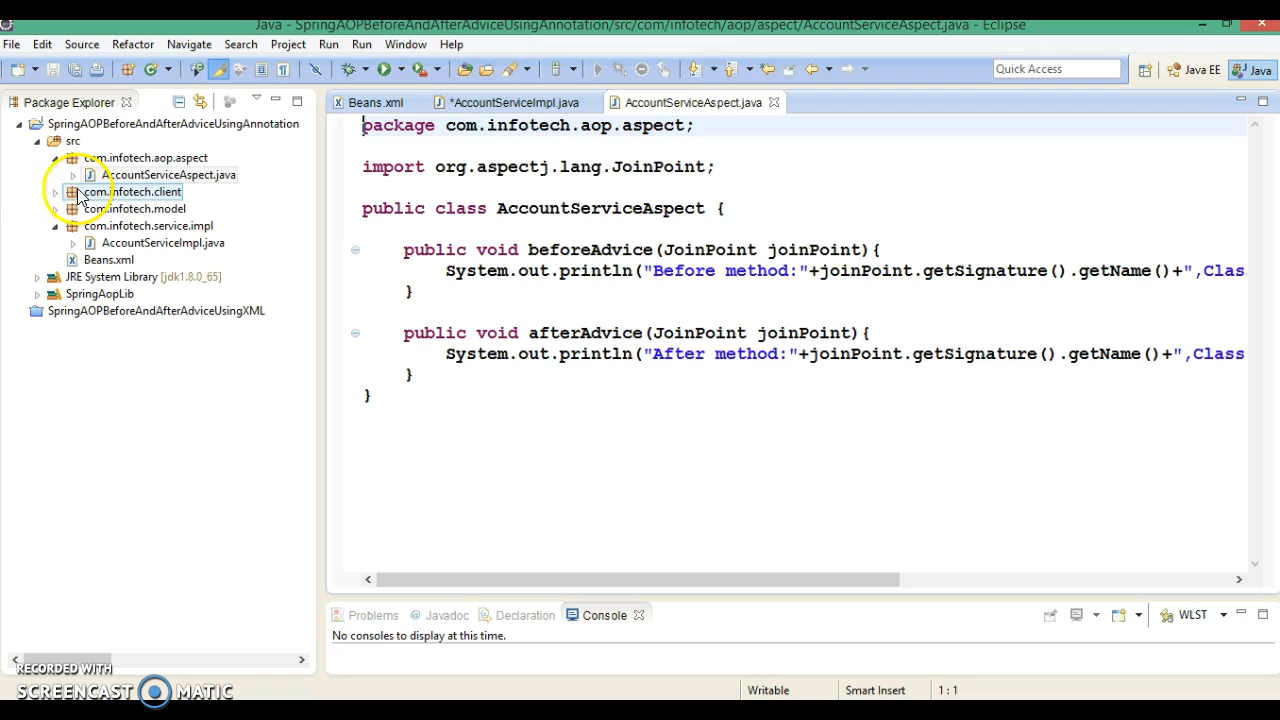 Java - SpringAOPBeforeAndAfterAdviceUsingAnnotation/src/com/infotech/aop/aspect/AccountServiceAspect.java - Eclipse
File Edit Source Refactor Navigate Search Project Run Run Window Help
Quick Access
Java EE
Java
Package Explorer
SpringAOPBeforeAndAfterAdviceUsingAnnotation
src
com.infotech.aop.aspect
AccountServiceAspect.java
com.infotech.client
com.infotech.model
com.infotech.service.impl
AccountServiceImpl.java
Beans.xml
JRE System Library [jdk1.8.0_65]
SpringAopLib
SpringAOPBeforeAndAfterAdviceUsingXML
Beans.xml
*AccountServiceImpl.java
AccountServiceAspect.java
package com.infotech.aop.aspect;
import org.aspectj.lang.JoinPoint;
public class AccountServiceAspect {
public void beforeAdvice(JoinPoint joinPoint){
System.out.println("Before method:"+joinPoint.getSignature().getName()+",Clas
}
public void afterAdvice(JoinPoint joinPoint){
System.out.println("After method:"+joinPoint.getSignature().getName()+",Class
}
}
Problems
@ Javadoc
Declaration
Console
WLST
No consoles to display at this time.
Writable
Smart Insert
1 : 1
RECORDED WITH
SCREENCAST MATIC